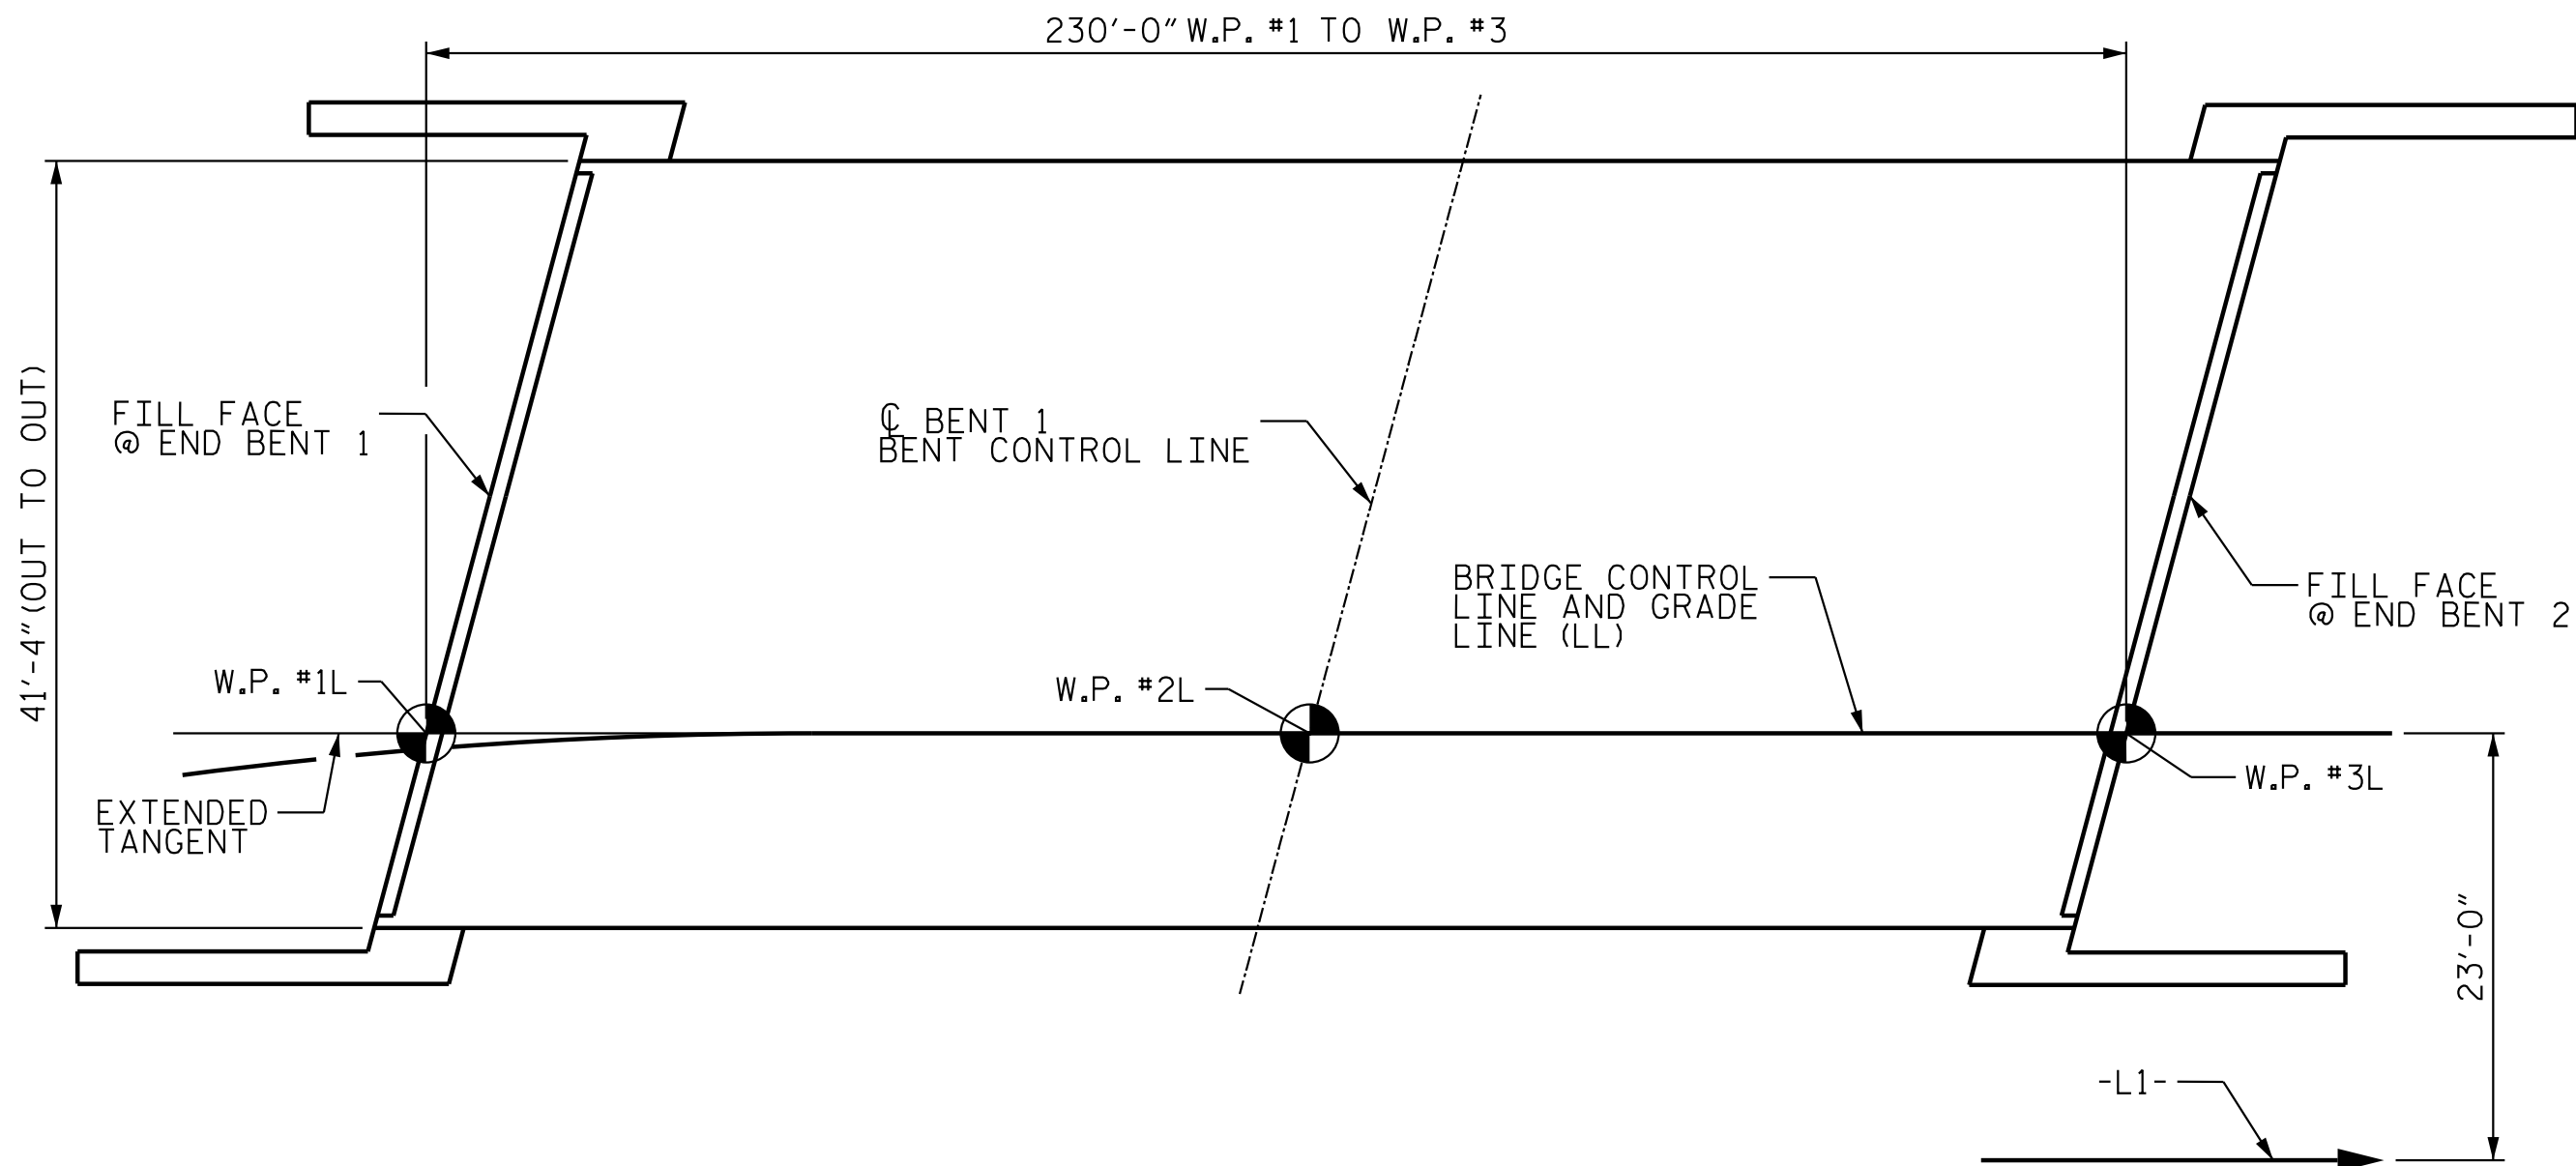 230'-0" W.P. #1 TO W.P. #3
41'-4" (OUT TO OUT)
FILL FACE
@ END BENT 1
℄ BENT 1
BENT CONTROL LINE
BRIDGE CONTROL
LINE AND GRADE
LINE (LL)
FILL FACE
@ END BENT 2
W.P. #1L
W.P. #2L
W.P. #3L
EXTENDED
TANGENT
23'-0"
-L1-